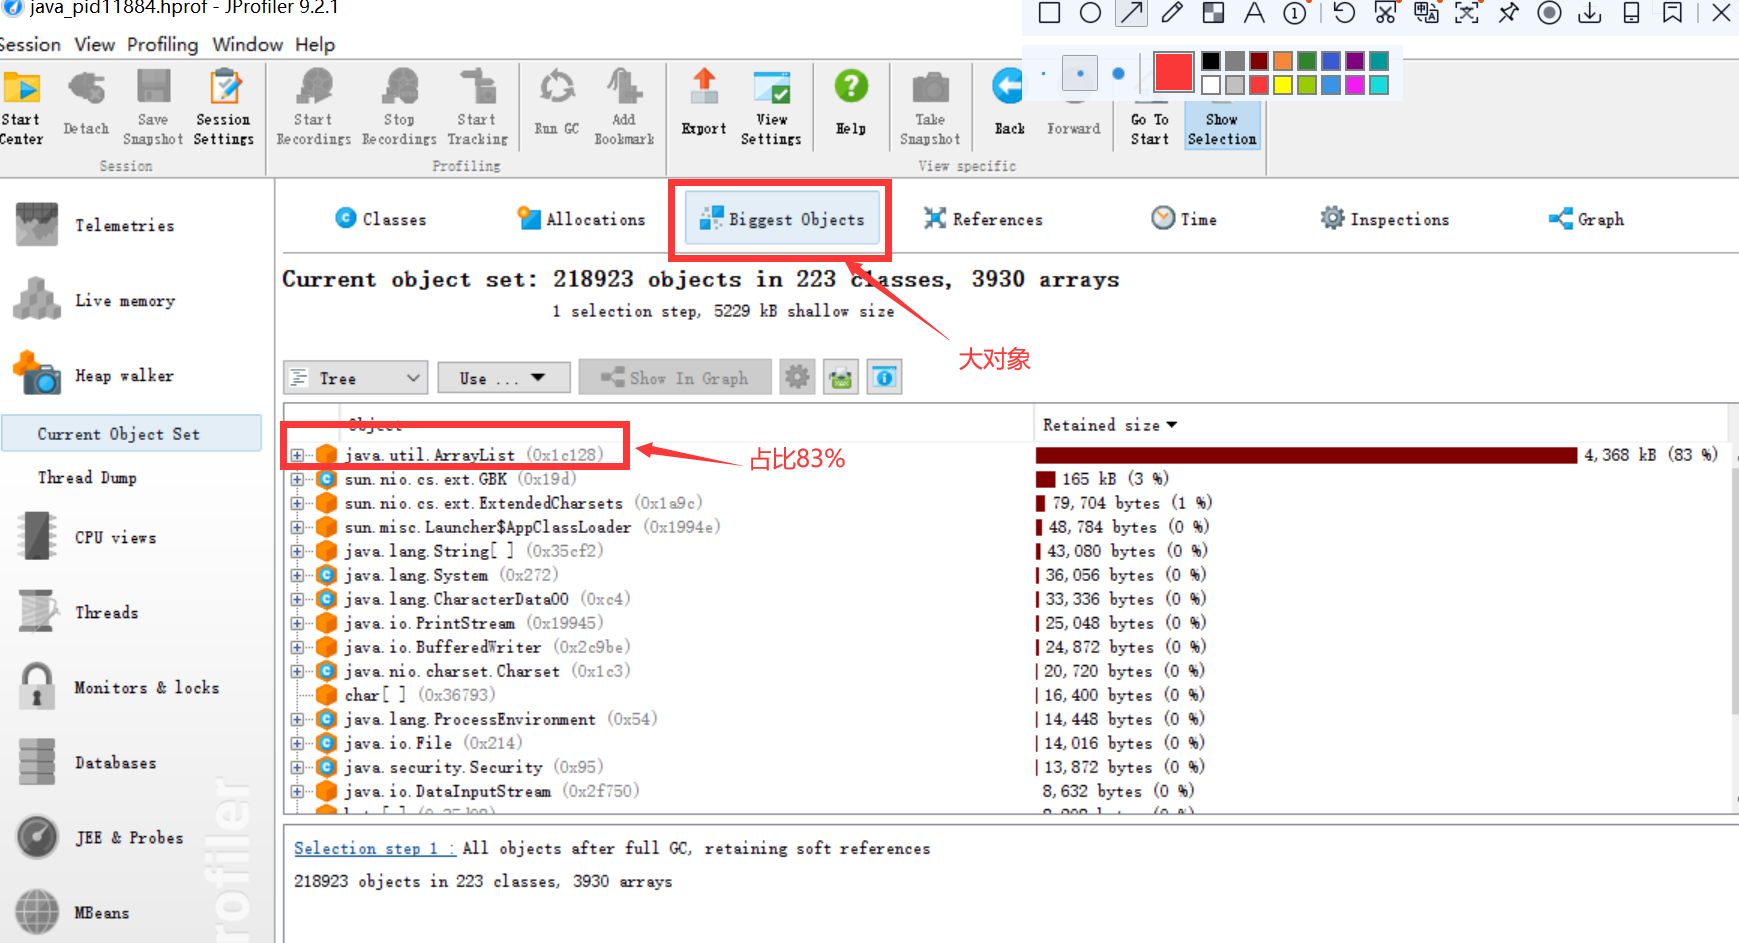 java_pid11884.hprof - JProfiler 9.2.1
Session View Profiling Window Help
Start Center
Detach
Save Snapshot
Session Settings
Start Recordings
Stop Recordings
Start Tracking
Run GC
Add Bookmark
Export
View Settings
Help
Take Snapshot
Back
Forward
Go To Start
Show Selection
Session
Profiling
View specific
Telemetries
Live memory
Heap walker
Current Object Set
Thread Dump
CPU views
Threads
Monitors & locks
Databases
JEE & Probes
MBeans
Classes
Allocations
Biggest Objects
References
Time
Inspections
Graph
Current object set: 218923 objects in 223 classes, 3930 arrays
1 selection step, 5229 kB shallow size
大对象
Tree
Use ...
Show In Graph
Object
Retained size
java.util.ArrayList (0x1c128) 4,368 kB (83 %)
占比83%
sun.nio.cs.ext.GBK (0x19d) 165 kB (3 %)
sun.nio.cs.ext.ExtendedCharsets (0x1a9c) 79,704 bytes (1 %)
sun.misc.Launcher$AppClassLoader (0x1994e) 48,784 bytes (0 %)
java.lang.String[ ] (0x35cf2) 43,080 bytes (0 %)
java.lang.System (0x272) 36,056 bytes (0 %)
java.lang.CharacterData00 (0xc4) 33,336 bytes (0 %)
java.io.PrintStream (0x19945) 25,048 bytes (0 %)
java.io.BufferedWriter (0x2c9be) 24,872 bytes (0 %)
java.nio.charset.Charset (0x1c3) 20,720 bytes (0 %)
char[ ] (0x36793) 16,400 bytes (0 %)
java.lang.ProcessEnvironment (0x54) 14,448 bytes (0 %)
java.io.File (0x214) 14,016 bytes (0 %)
java.security.Security (0x95) 13,872 bytes (0 %)
java.io.DataInputStream (0x2f750) 8,632 bytes (0 %)
Selection step 1 : All objects after full GC, retaining soft references
218923 objects in 223 classes, 3930 arrays